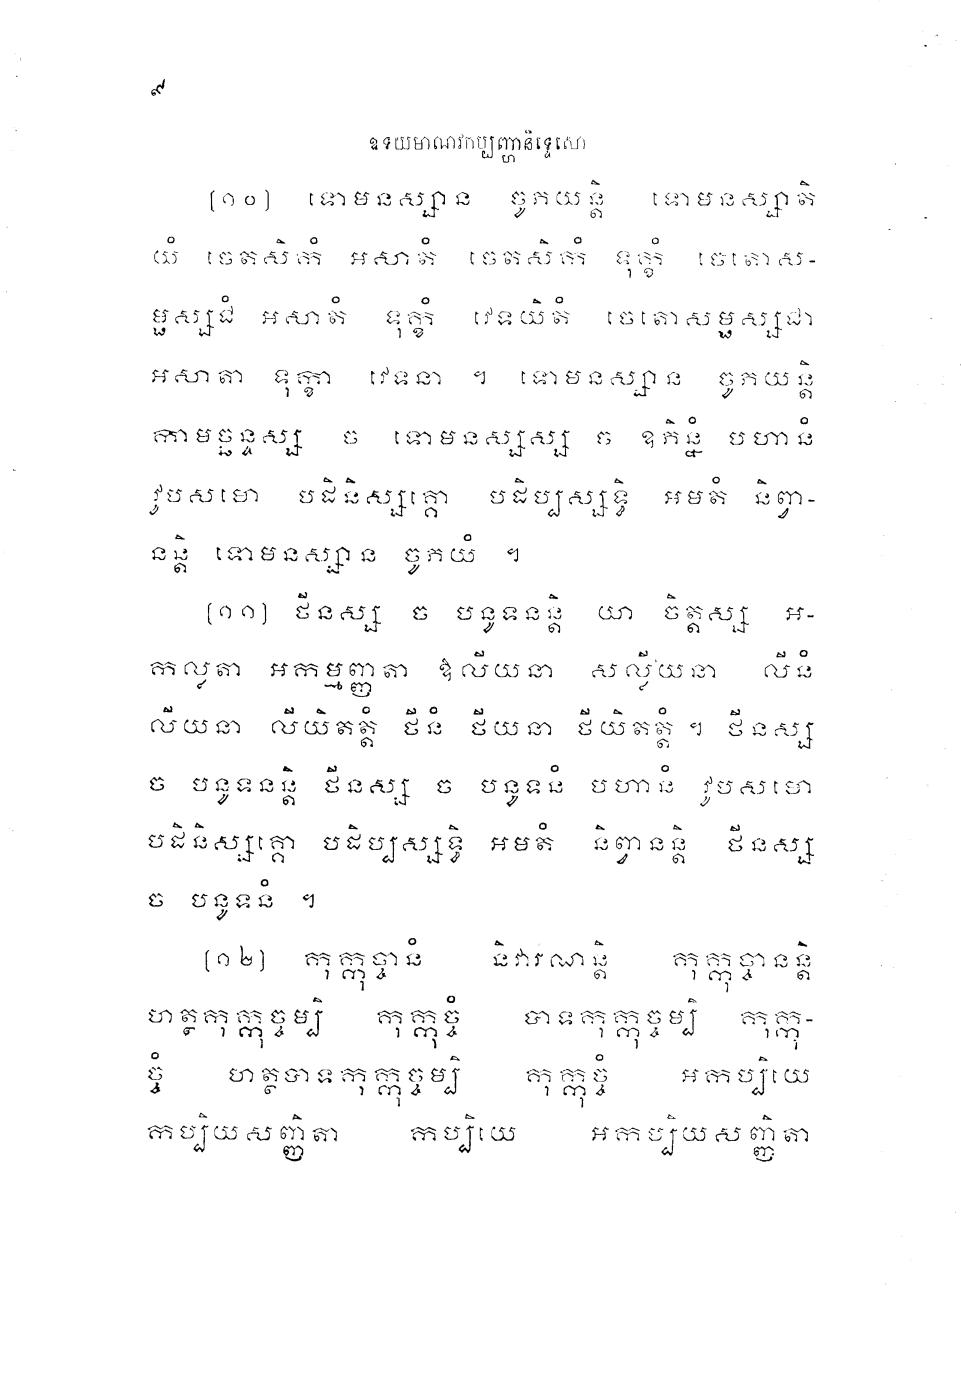 ៩
ឧទយមាណវកប្បញ្ហានិទ្ទេសោ
(១០) ទោមនស្សាន ចូភយន្តិ ទោមនស្សាតិ
យំ ចេតសិកំ អសាតំ ចេតសិកំ ទុក្ខំ ចេតោស-
ម្ផស្សជំ អសាតំ ទុក្ខំ វេទយិតំ ចេតោសម្ផស្សជា
អសាតា ទុក្ខា វេទនា ។ ទោមនស្សាន ចូភយន្តិ
កាមច្ឆន្ទស្ស ច ទោមនស្សស្ស ច ឧភិន្នំ បហានំ
វូបសមោ បដិនិស្សគ្គោ បដិប្បស្សទ្ធិ អមតំ និព្វា-
នន្តិ ទោមនស្សាន ចូភយំ ។
(១១) ថីនស្ស ច បនូទនន្តិ យា ចិត្តស្ស អ-
កល្លតា អកម្មញ្ញតា ឱលីយនា សល្លីយនា លីនំ
លីយនា លីយិតត្តំ ថីនំ ថីយនា ថីយិតត្តំ ។ ថីនស្ស
ច បនូទនន្តិ ថីនស្ស ច បនូទនំ បហានំ វូបសមោ
បដិនិស្សគ្គោ បដិប្បស្សទ្ធិ អមតំ និព្វានន្តិ ថីនស្ស
ច បនូទនំ ។
(១២) កុក្កុច្ចានំ និវារណន្តិ កុក្កុច្ចានន្តិ
ហត្ថកុក្កុច្ចម្បិ កុក្កុច្ចំ បាទកុក្កុច្ចម្បិ កុក្កុ-
ច្ចំ ហត្ថបាទកុក្កុច្ចម្បិ កុក្កុច្ចំ អកប្បិយេ
កប្បិយសញ្ញិតា កប្បិយេ អកប្បិយសញ្ញិតា